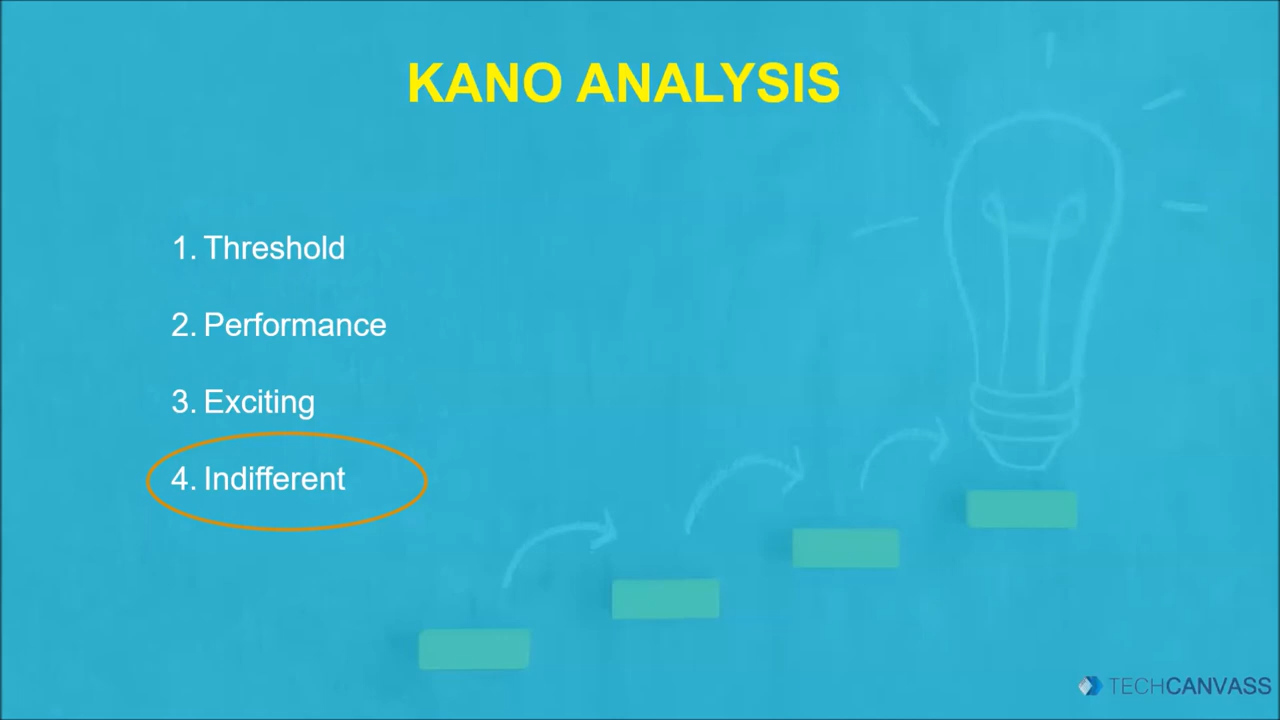 KANO ANALYSIS
1. Threshold
2. Performance
3. Exciting
4. Indifferent
TECHCANVASS